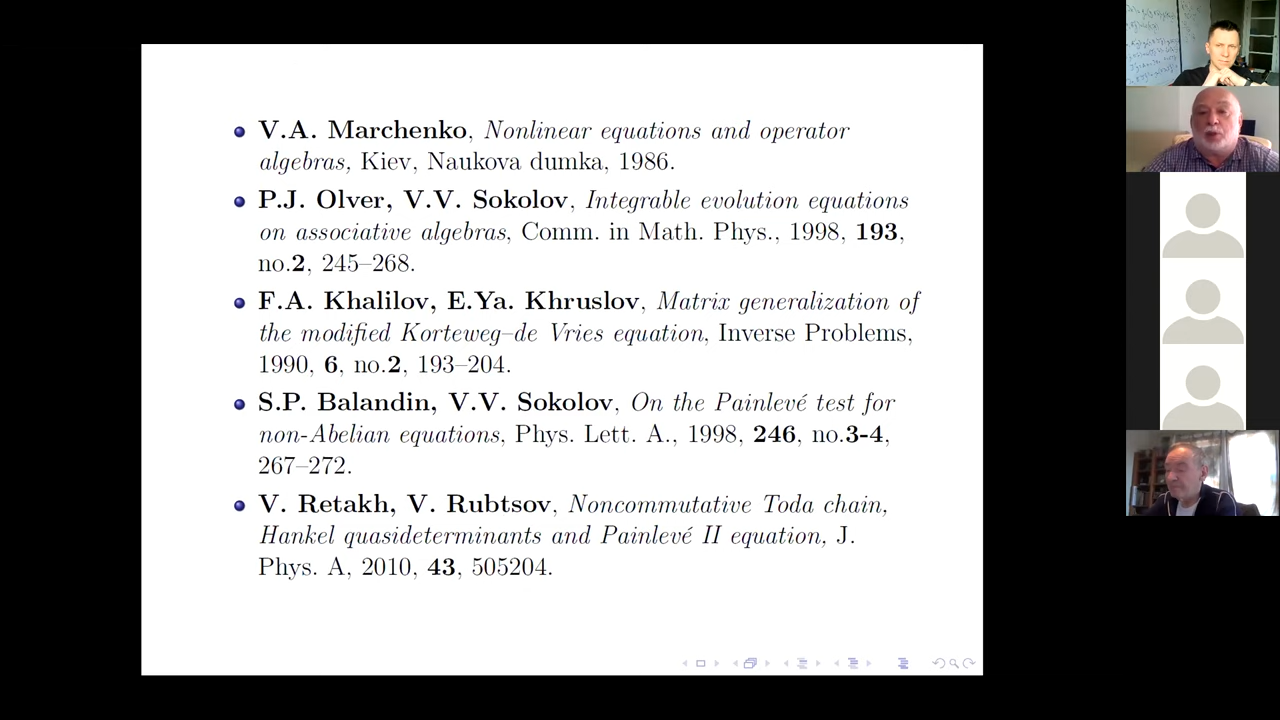 V.A. Marchenko, Nonlinear equations and operator
algebras, Kiev, Naukova dumka, 1986.
P.J. Olver, V.V. Sokolov, Integrable evolution equations
on associative algebras, Comm. in Math. Phys., 1998, 193,
no.2, 245–268.
F.A. Khalilov, E.Ya. Khruslov, Matrix generalization of
the modified Korteweg–de Vries equation, Inverse Problems,
1990, 6, no.2, 193–204.
S.P. Balandin, V.V. Sokolov, On the Painlevé test for
non-Abelian equations, Phys. Lett. A., 1998, 246, no.3-4,
267–272.
V. Retakh, V. Rubtsov, Noncommutative Toda chain,
Hankel quasideterminants and Painlevé II equation, J.
Phys. A, 2010, 43, 505204.